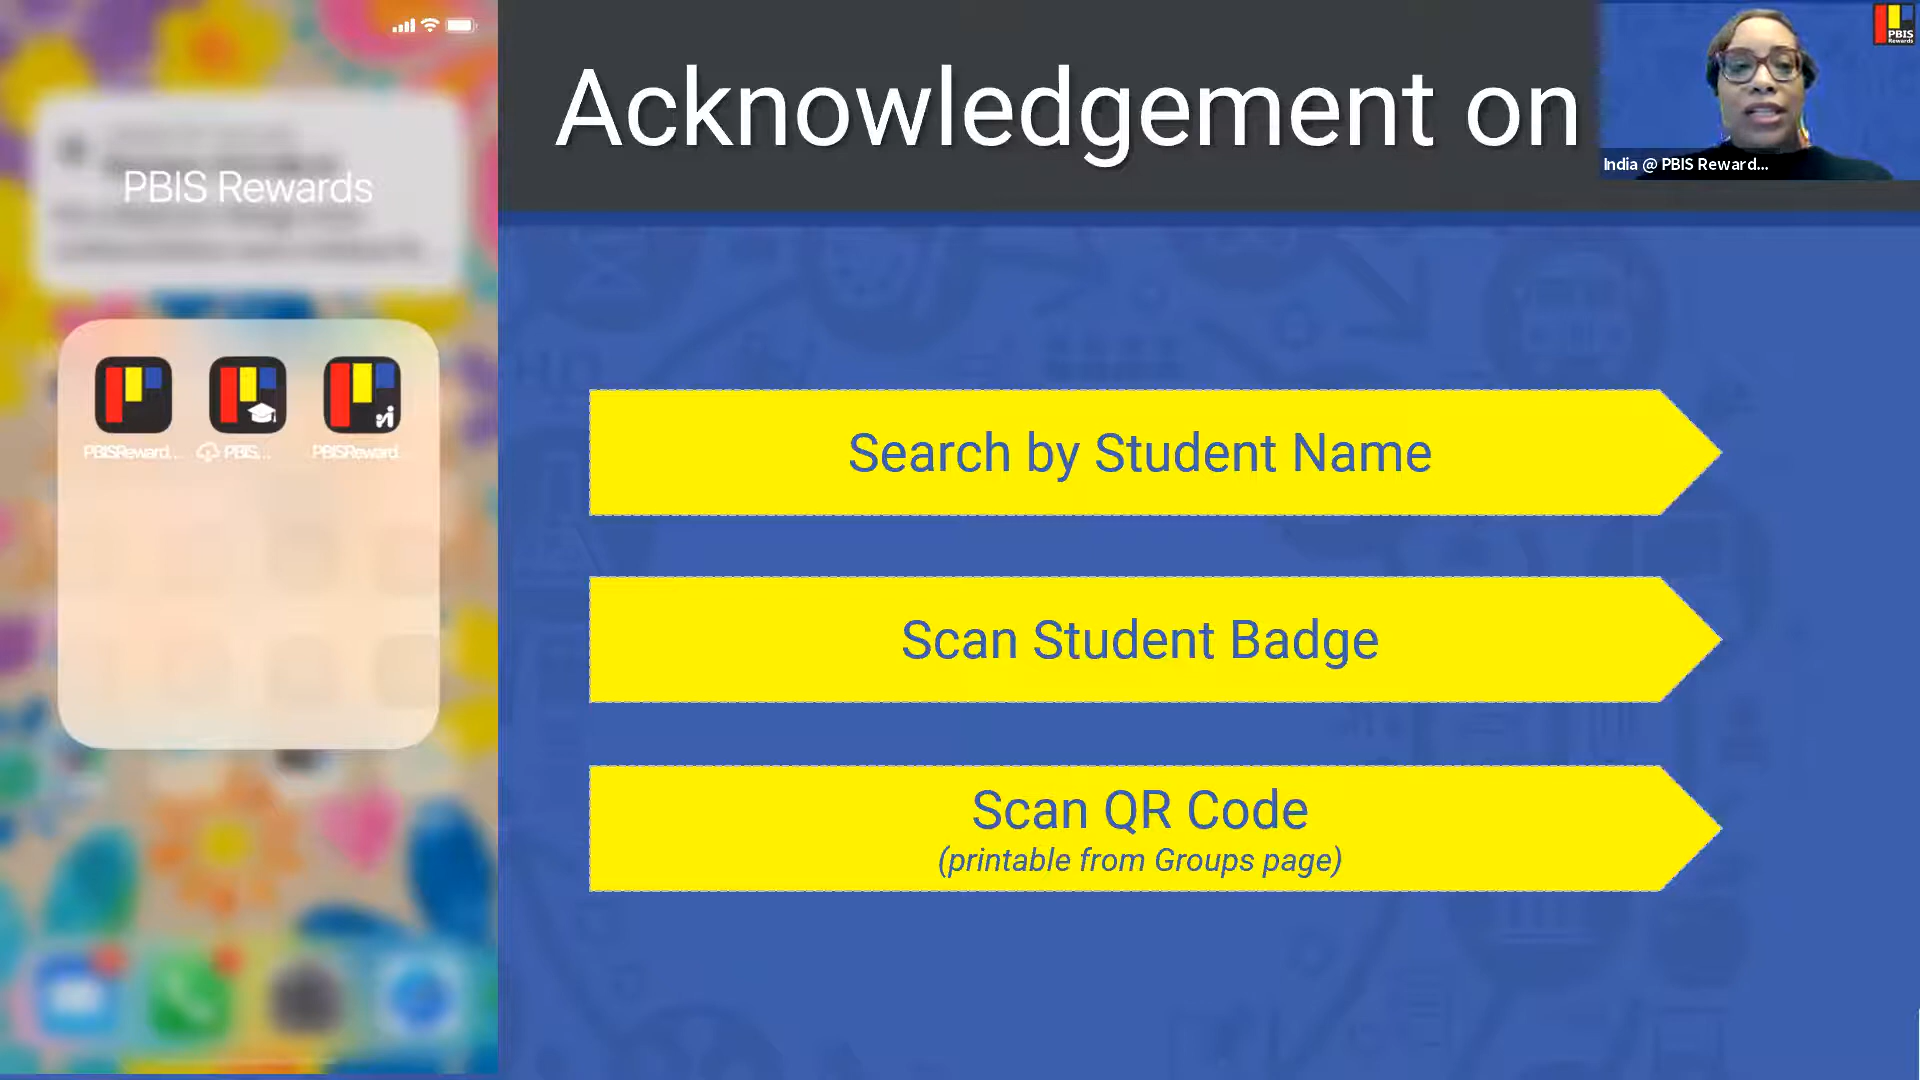 PBIS Rewards
PBISReward...
PBIS...
PBISReward
Acknowledgement on
India @ PBIS Reward...
PBIS
Rewards
Search by Student Name
Scan Student Badge
Scan QR Code
(printable from Groups page)